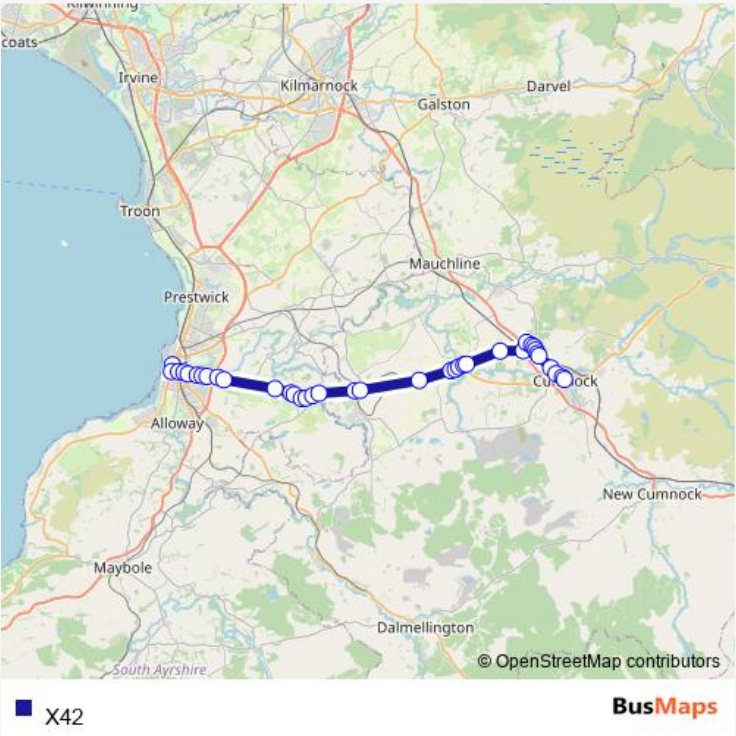 Kilwinning
coats
Irvine
Kilmarnock
Darvel
Galston
Troon
Mauchline
Prestwick
Alloway
New Cumnock
Maybole
Dalmellington
South Ayrshire
© OpenStreetMap contributors
X42
BusMaps